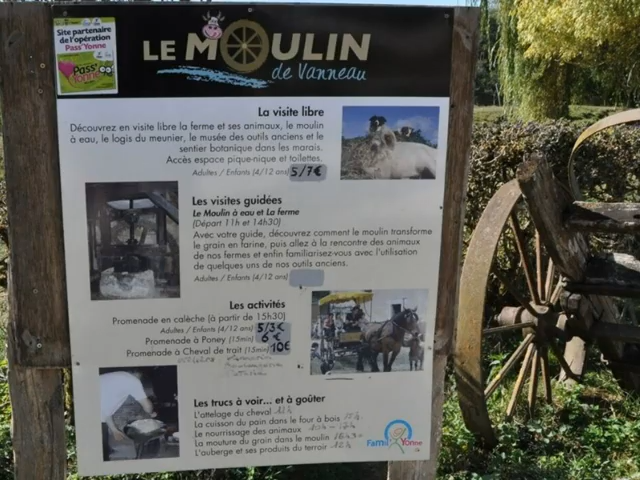 Site partenaire
de l'opération
Pass'Yonne
Pass'
Yonne
LE MOULIN
de Vanneau
La visite libre
Découvrez en visite libre la ferme et ses animaux, le moulin
à eau, le logis du meunier, le musée des outils anciens et le
sentier botanique dans les marais.
Accès espace pique-nique et toilettes.
Adultes / Enfants (4/12 ans) 5/7€
Les visites guidées
Le Moulin à eau et La ferme
(Départ 11h et 14h30)
Avec votre guide, découvrez comment le moulin transforme
le grain en farine, puis allez à la rencontre des animaux
de nos fermes et enfin familiarisez-vous avec l'utilisation
de quelques uns de nos outils anciens.
Adultes / Enfants (4/12 ans)
Les activités
Promenade en calèche (à partir de 15h30)
Adultes / Enfants (4/12 ans) 5/3€
Promenade à Poney (15min) 6€
Promenade à Cheval de trait (15min) 10€
Les trucs à voir... et à goûter
L'attelage du cheval
La cuisson du pain dans le four à bois
Le nourrissage des animaux
La mouture du grain dans le moulin
L'auberge et ses produits du terroir
Famil Yonne